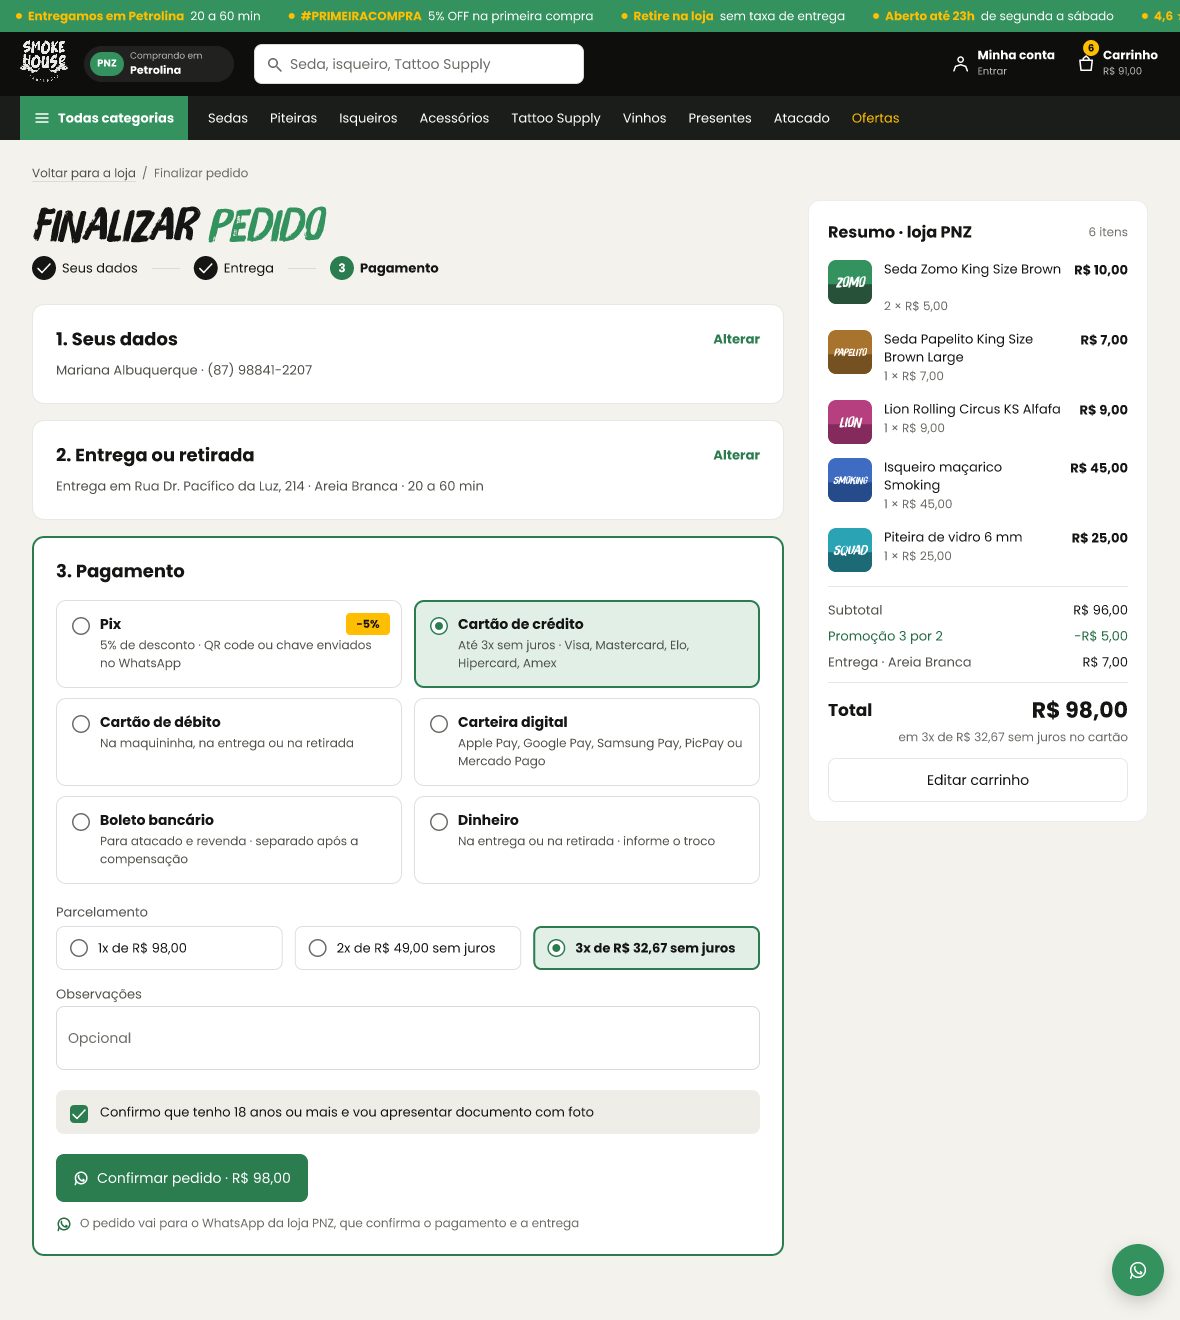 Entregamos em Petrolina 20 a 60 min
#PRIMEIRACOMPRA 5% OFF na primeira compra
Retire na loja sem taxa de entrega
Aberto até 23h de segunda a sábado
4,6
SMOKE
HOUSE
PNZ
Comprando em
Petrolina
Seda, isqueiro, Tattoo Supply
Minha conta
Entrar
6
Carrinho
R$ 91,00
Todas categorias
Sedas
Piteiras
Isqueiros
Acessórios
Tattoo Supply
Vinhos
Presentes
Atacado
Ofertas
Voltar para a loja / Finalizar pedido
FINALIZAR PEDIDO
Seus dados
Entrega
3 Pagamento
1. Seus dados
Alterar
Mariana Albuquerque · (87) 98841-2207
2. Entrega ou retirada
Alterar
Entrega em Rua Dr. Pacífico da Luz, 214 · Areia Branca · 20 a 60 min
3. Pagamento
Pix
-5%
5% de desconto · QR code ou chave enviados
no WhatsApp
Cartão de crédito
Até 3x sem juros · Visa, Mastercard, Elo,
Hipercard, Amex
Cartão de débito
Na maquininha, na entrega ou na retirada
Carteira digital
Apple Pay, Google Pay, Samsung Pay, PicPay ou
Mercado Pago
Boleto bancário
Para atacado e revenda · separado após a
compensação
Dinheiro
Na entrega ou na retirada · informe o troco
Parcelamento
1x de R$ 98,00
2x de R$ 49,00 sem juros
3x de R$ 32,67 sem juros
Observações
Opcional
Confirmo que tenho 18 anos ou mais e vou apresentar documento com foto
Confirmar pedido · R$ 98,00
O pedido vai para o WhatsApp da loja PNZ, que confirma o pagamento e a entrega
Resumo · loja PNZ
6 itens
ZOMO
Seda Zomo King Size Brown
R$ 10,00
2 × R$ 5,00
PAPELITO
Seda Papelito King Size
Brown Large
R$ 7,00
1 × R$ 7,00
LION
Lion Rolling Circus KS Alfafa
R$ 9,00
1 × R$ 9,00
SMOKING
Isqueiro maçarico
Smoking
R$ 45,00
1 × R$ 45,00
SQUAD
Piteira de vidro 6 mm
R$ 25,00
1 × R$ 25,00
Subtotal
R$ 96,00
Promoção 3 por 2
-R$ 5,00
Entrega · Areia Branca
R$ 7,00
Total
R$ 98,00
em 3x de R$ 32,67 sem juros no cartão
Editar carrinho